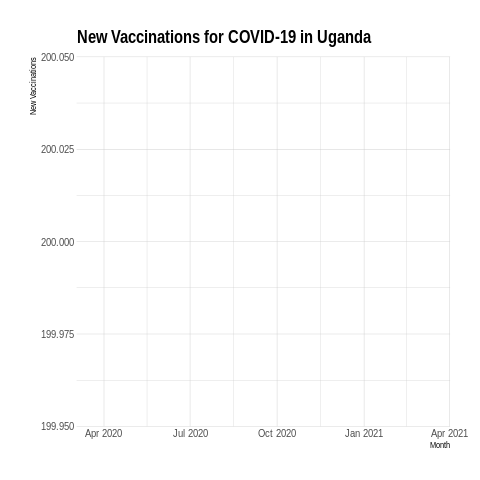 New Vaccinations for COVID-19 in Uganda
New Vaccinations
200.050
200.025
200.000
199.975
199.950
Apr 2020
Jul 2020
Oct 2020
Jan 2021
Apr 2021
Month